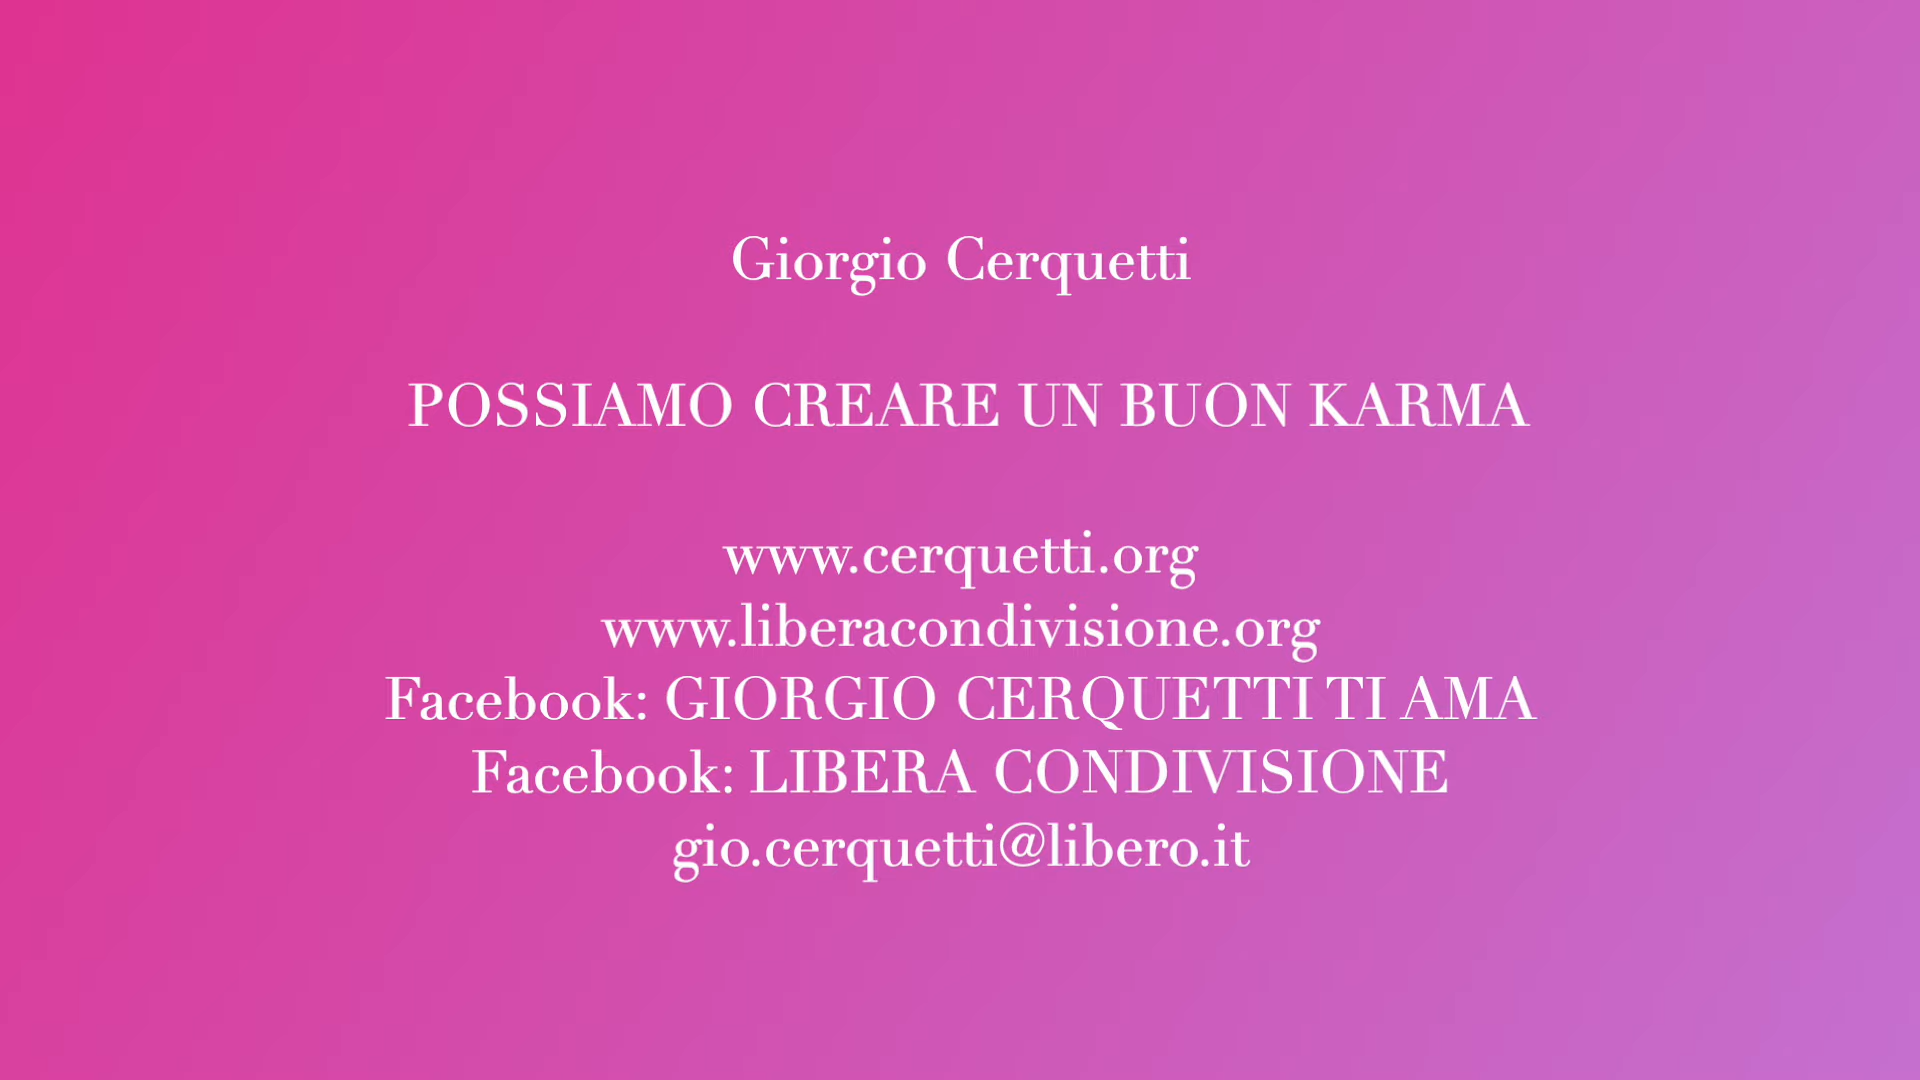 Giorgio Cerquetti
POSSIAMO CREARE UN BUON KARMA
www.cerquetti.org
www.liberacondivisione.org
Facebook: GIORGIO CERQUETTI TI AMA
Facebook: LIBERA CONDIVISIONE
gio.cerquetti@libero.it